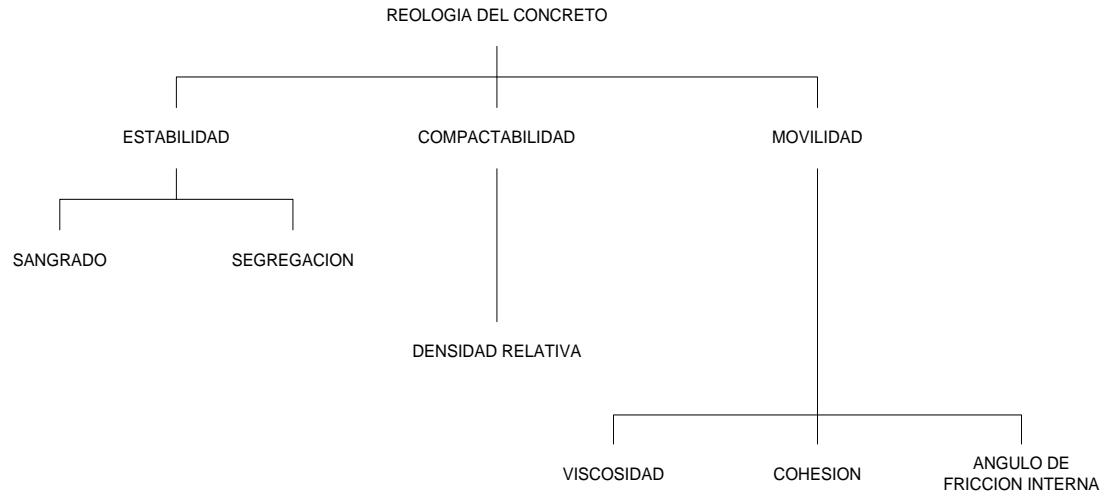 REOLOGIA DEL CONCRETO
ESTABILIDAD
COMPACTABILIDAD
MOVILIDAD
SANGRADO
SEGREGACION
DENSIDAD RELATIVA
VISCOSIDAD
COHESION
ANGULO DE
FRICCION INTERNA